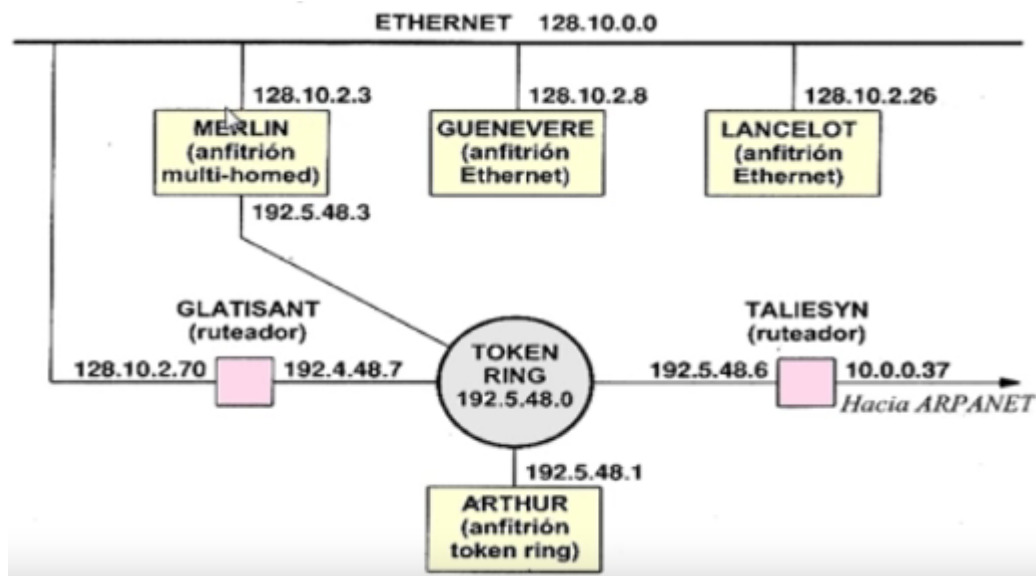 ETHERNET 128.10.0.0
128.10.2.3
128.10.2.8
128.10.2.26
MERLIN
(anfitrión
multi-homed)
GUENEVERE
(anfitrión
Ethernet)
LANCELOT
(anfitrión
Ethernet)
192.5.48.3
GLATISANT
(ruteador)
TALIESYN
(ruteador)
128.10.2.70
192.4.48.7
TOKEN
RING
192.5.48.0
192.5.48.6
10.0.0.37
Hacia ARPANET
192.5.48.1
ARTHUR
(anfitrión
token ring)